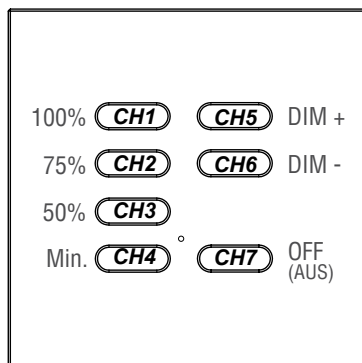 100% CH1 CH5 DIM +
75% CH2 CH6 DIM -
50% CH3
Min. CH4 CH7 OFF
(AUS)